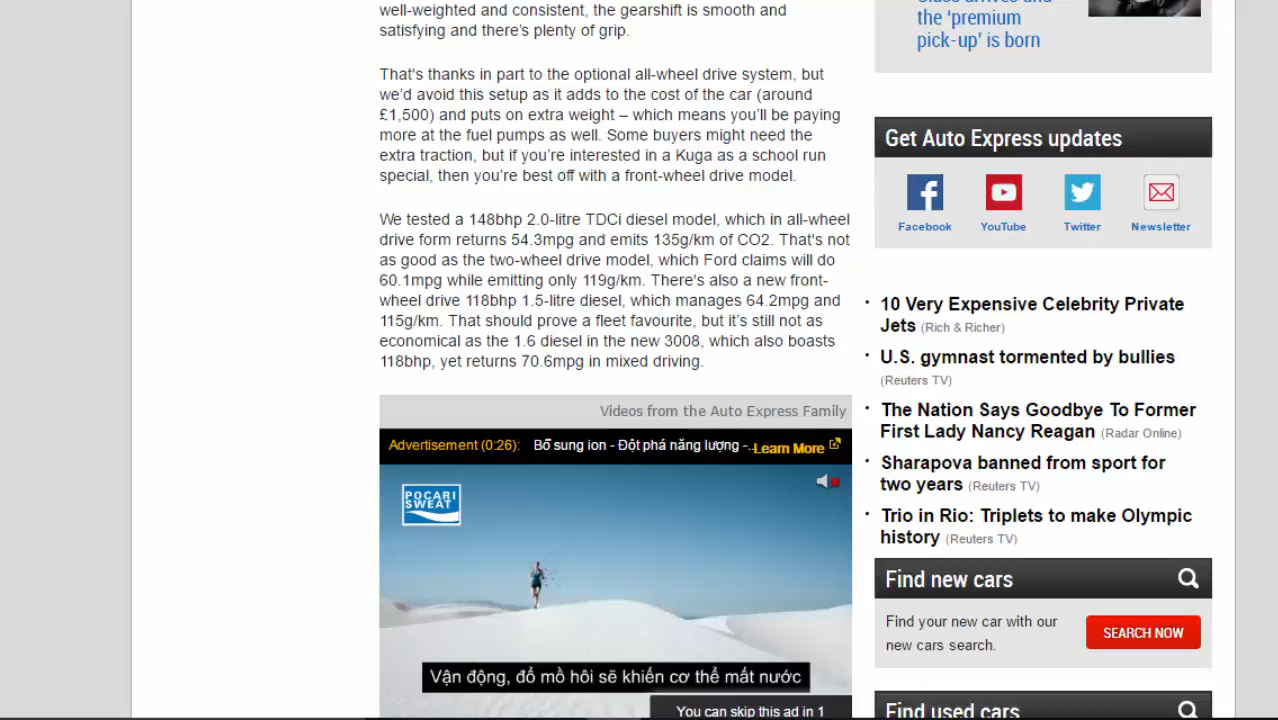 well-weighted and consistent, the gearshift is smooth and
satisfying and there's plenty of grip.
That's thanks in part to the optional all-wheel drive system, but
we'd avoid this setup as it adds to the cost of the car (around
£1,500) and puts on extra weight – which means you'll be paying
more at the fuel pumps as well. Some buyers might need the
extra traction, but if you're interested in a Kuga as a school run
special, then you're best off with a front-wheel drive model.
We tested a 148bhp 2.0-litre TDCi diesel model, which in all-wheel
drive form returns 54.3mpg and emits 135g/km of CO2. That's not
as good as the two-wheel drive model, which Ford claims will do
60.1mpg while emitting only 119g/km. There's also a new front-
wheel drive 118bhp 1.5-litre diesel, which manages 64.2mpg and
115g/km. That should prove a fleet favourite, but it's still not as
economical as the 1.6 diesel in the new 3008, which also boasts
118bhp, yet returns 70.6mpg in mixed driving.
Videos from the Auto Express Family
Advertisement (0:26): Bổ sung ion - Đột phá năng lượng -..Learn More
POCARI
SWEAT
Vận động, đổ mồ hôi sẽ khiến cơ thể mất nước
You can skip this ad in 1
the 'premium
pick-up' is born
Get Auto Express updates
Facebook YouTube Twitter Newsletter
10 Very Expensive Celebrity Private
Jets (Rich & Richer)
U.S. gymnast tormented by bullies
(Reuters TV)
The Nation Says Goodbye To Former
First Lady Nancy Reagan (Radar Online)
Sharapova banned from sport for
two years (Reuters TV)
Trio in Rio: Triplets to make Olympic
history (Reuters TV)
Find new cars
Find your new car with our
new cars search.
SEARCH NOW
Find used cars